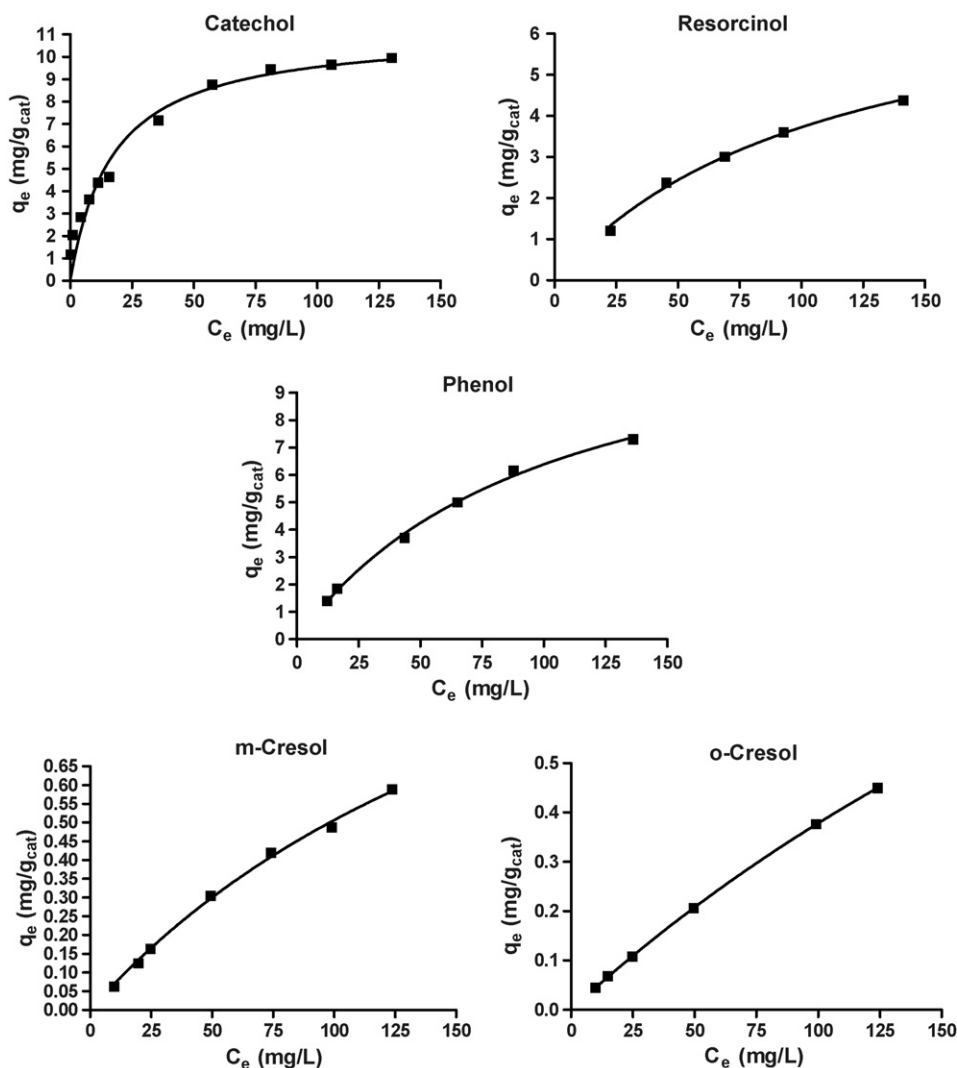 Catechol
11
10
9
8
7
6
5
4
3
2
1
0
qe (mg/gcat)
0 25 50 75 100 125 150
Ce (mg/L)
Resorcinol
6
5
4
3
2
1
0
qe (mg/gcat)
0 25 50 75 100 125 150
Ce (mg/L)
Phenol
9
8
7
6
5
4
3
2
1
0
qe (mg/gcat)
0 25 50 75 100 125 150
Ce (mg/L)
m-Cresol
0.65
0.60
0.55
0.50
0.45
0.40
0.35
0.30
0.25
0.20
0.15
0.10
0.05
0.00
qe (mg/gcat)
0 25 50 75 100 125 150
Ce (mg/L)
o-Cresol
0.5
0.4
0.3
0.2
0.1
0.0
qe (mg/gcat)
0 25 50 75 100 125 150
Ce (mg/L)